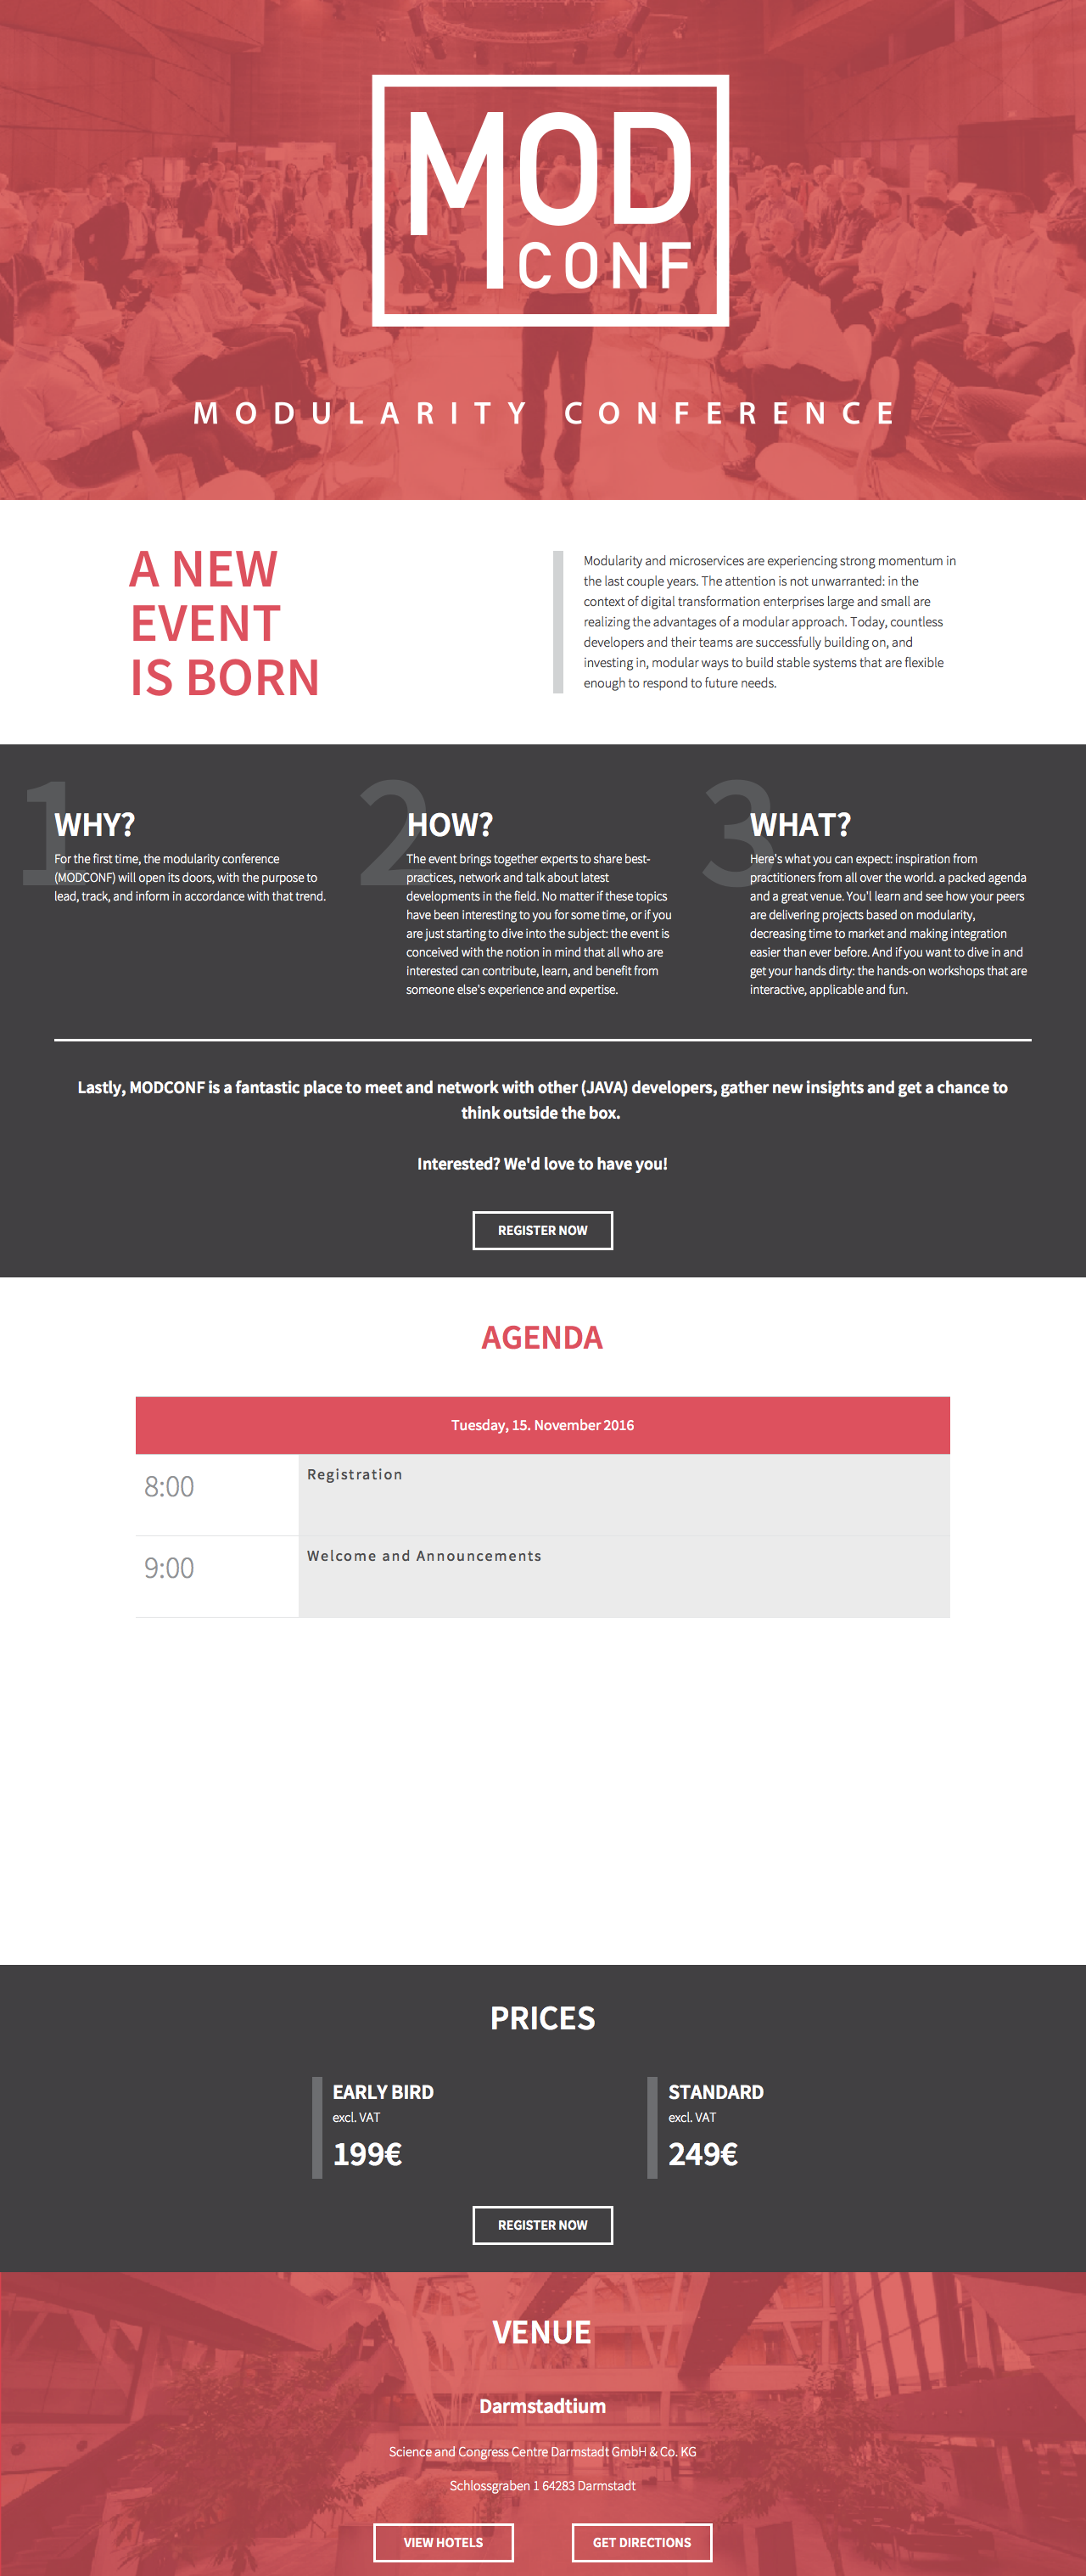 MOD
CONF
MODULARITY CONFERENCE
A NEW
EVENT
IS BORN
Modularity and microservices are experiencing strong momentum in
the last couple years. The attention is not unwarranted: in the
context of digital transformation enterprises large and small are
realizing the advantages of a modular approach. Today, countless
developers and their teams are successfully building on, and
investing in, modular ways to build stable systems that are flexible
enough to respond to future needs.
1
WHY?
For the first time, the modularity conference
(MODCONF) will open its doors, with the purpose to
lead, track, and inform in accordance with that trend.
2
HOW?
The event brings together experts to share best-
practices, network and talk about latest
developments in the field. No matter if these topics
have been interesting to you for some time, or if you
are just starting to dive into the subject: the event is
conceived with the notion in mind that all who are
interested can contribute, learn, and benefit from
someone else's experience and expertise.
3
WHAT?
Here's what you can expect: inspiration from
practitioners from all over the world. a packed agenda
and a great venue. You'l learn and see how your peers
are delivering projects based on modularity,
decreasing time to market and making integration
easier than ever before. And if you want to dive in and
get your hands dirty: the hands-on workshops that are
interactive, applicable and fun.
Lastly, MODCONF is a fantastic place to meet and network with other (JAVA) developers, gather new insights and get a chance to
think outside the box.
Interested? We'd love to have you!
REGISTER NOW
AGENDA
Tuesday, 15. November 2016
8:00
Registration
9:00
Welcome and Announcements
PRICES
EARLY BIRD
excl. VAT
199€
STANDARD
excl. VAT
249€
REGISTER NOW
VENUE
Darmstadtium
Science and Congress Centre Darmstadt GmbH & Co. KG
Schlossgraben 1 64283 Darmstadt
VIEW HOTELS
GET DIRECTIONS